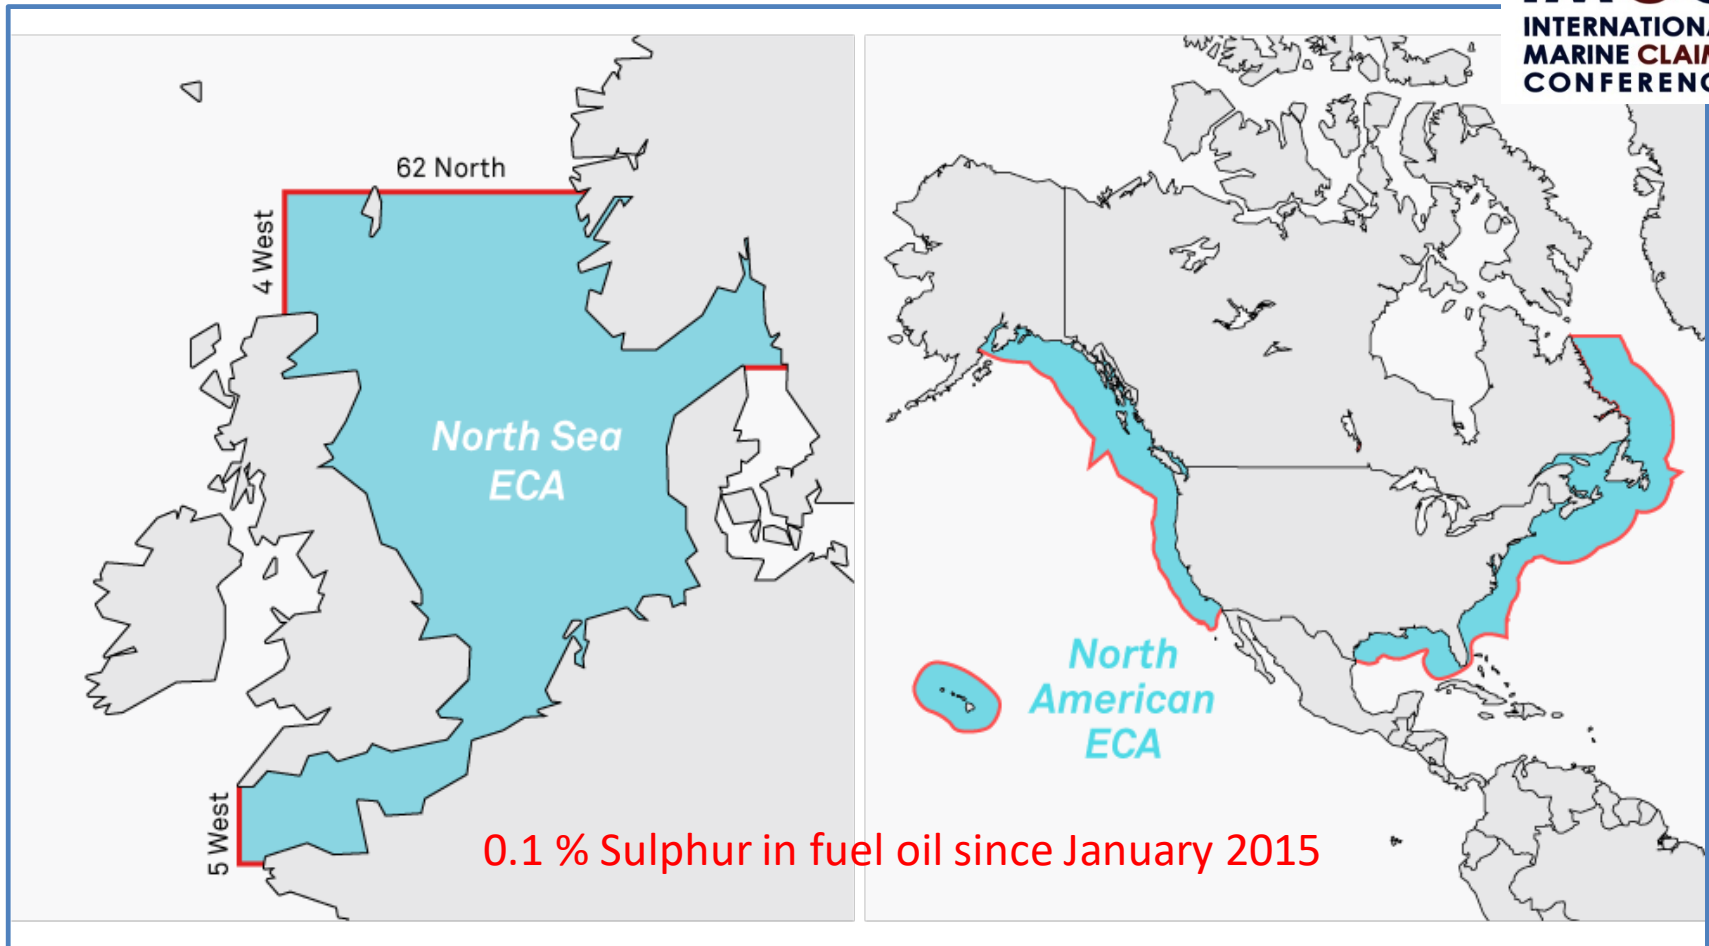 INTERNATIONA
MARINE CLAIM
CONFERENC
62 North
4 West
North Sea
ECA
5 West
North
American
ECA
0.1 % Sulphur in fuel oil since January 2015